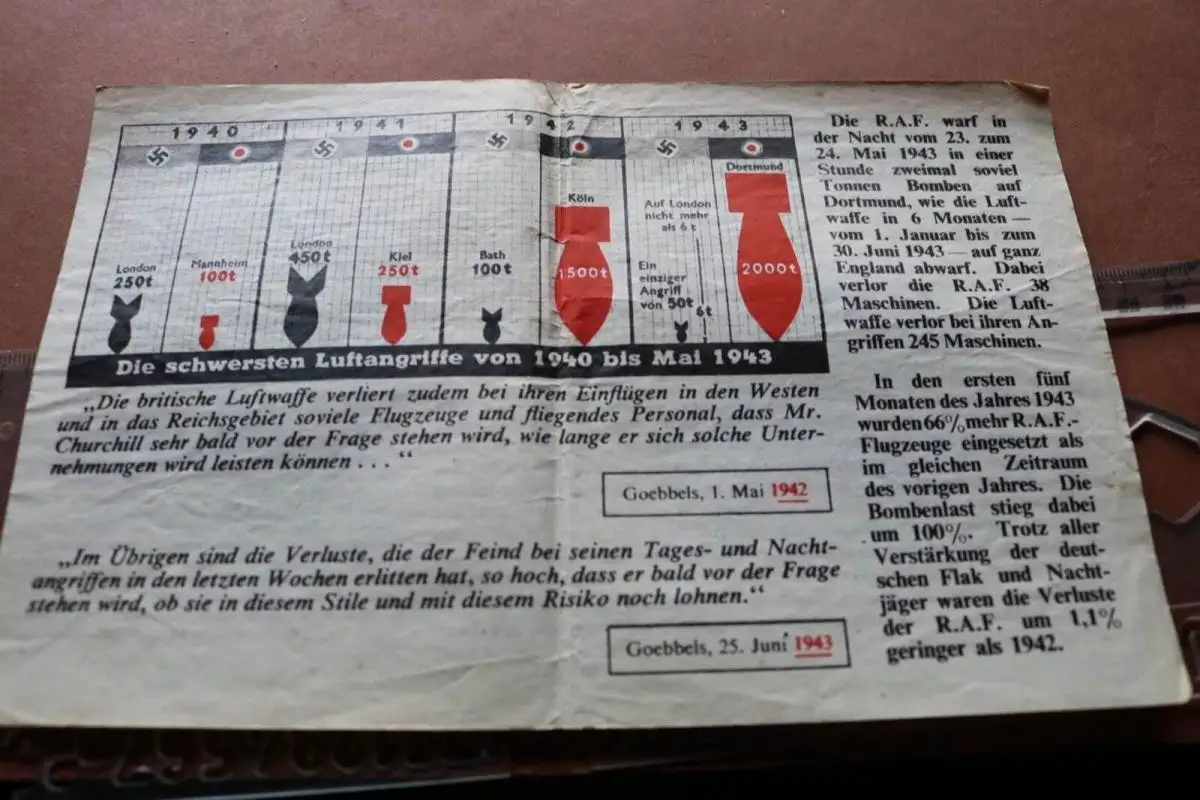 1940
1941
1942
1943
London
250t
Mannheim
100t
London
450t
Kiel
250t
Bath
100t
Köln
1500t
Auf London
nicht mehr
als 6t
Ein
einziger
Angriff
von 50t
6t
Dortmund
2000t
Die schwersten Luftangriffe von 1940 bis Mai 1943
„Die britische Luftwaffe verliert zudem bei ihren Einflügen in den Westen
und in das Reichsgebiet soviele Flugzeuge und fliegendes Personal, dass Mr.
Churchill sehr bald vor der Frage stehen wird, wie lange er sich solche Unter-
nehmungen wird leisten können . . . “
Goebbels, 1. Mai 1942
„Im Übrigen sind die Verluste, die der Feind bei seinen Tages- und Nacht-
angriffen in den letzten Wochen erlitten hat, so hoch, dass er bald vor der Frage
stehen wird, ob sie in diesem Stile und mit diesem Risiko noch lohnen.“
Goebbels, 25. Juni 1943
Die R.A.F. warf in
der Nacht vom 23. zum
24. Mai 1943 in einer
Stunde zweimal soviel
Tonnen Bomben auf
Dortmund, wie die Luft-
waffe in 6 Monaten —
vom 1. Januar bis zum
30. Juni 1943 — auf ganz
England abwarf. Dabei
verlor die R.A.F. 38
Maschinen. Die Luft-
waffe verlor bei ihren An-
griffen 245 Maschinen.
In den ersten fünf
Monaten des Jahres 1943
wurden 66% mehr R.A.F.-
Flugzeuge eingesetzt als
im gleichen Zeitraum
des vorigen Jahres. Die
Bombenlast stieg dabei
um 100%. Trotz aller
Verstärkung der deut-
schen Flak und Nacht-
jäger waren die Verluste
der R.A.F. um 1,1%
geringer als 1942.